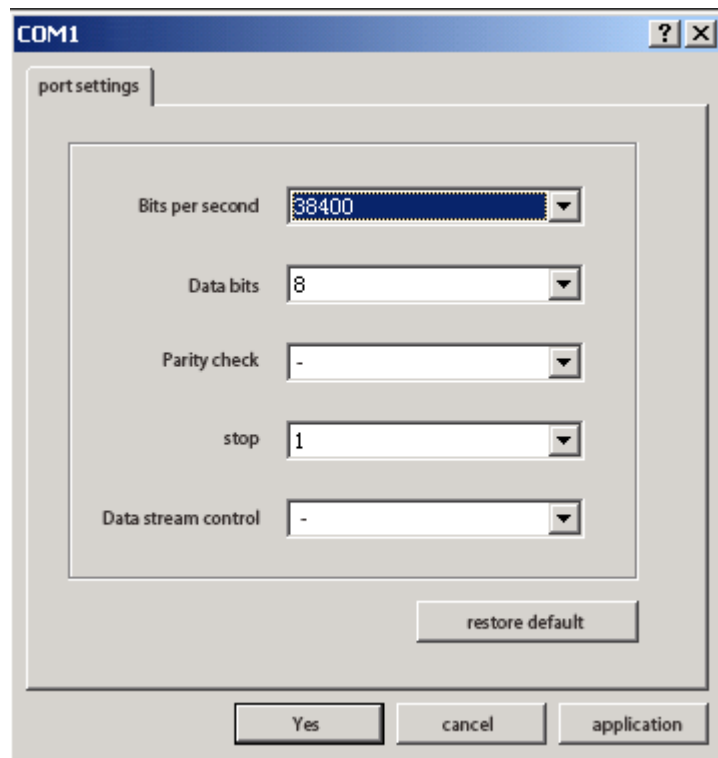 COM1
port settings
Bits per second 38400
Data bits 8
Parity check -
stop 1
Data stream control -
restore default
Yes cancel application